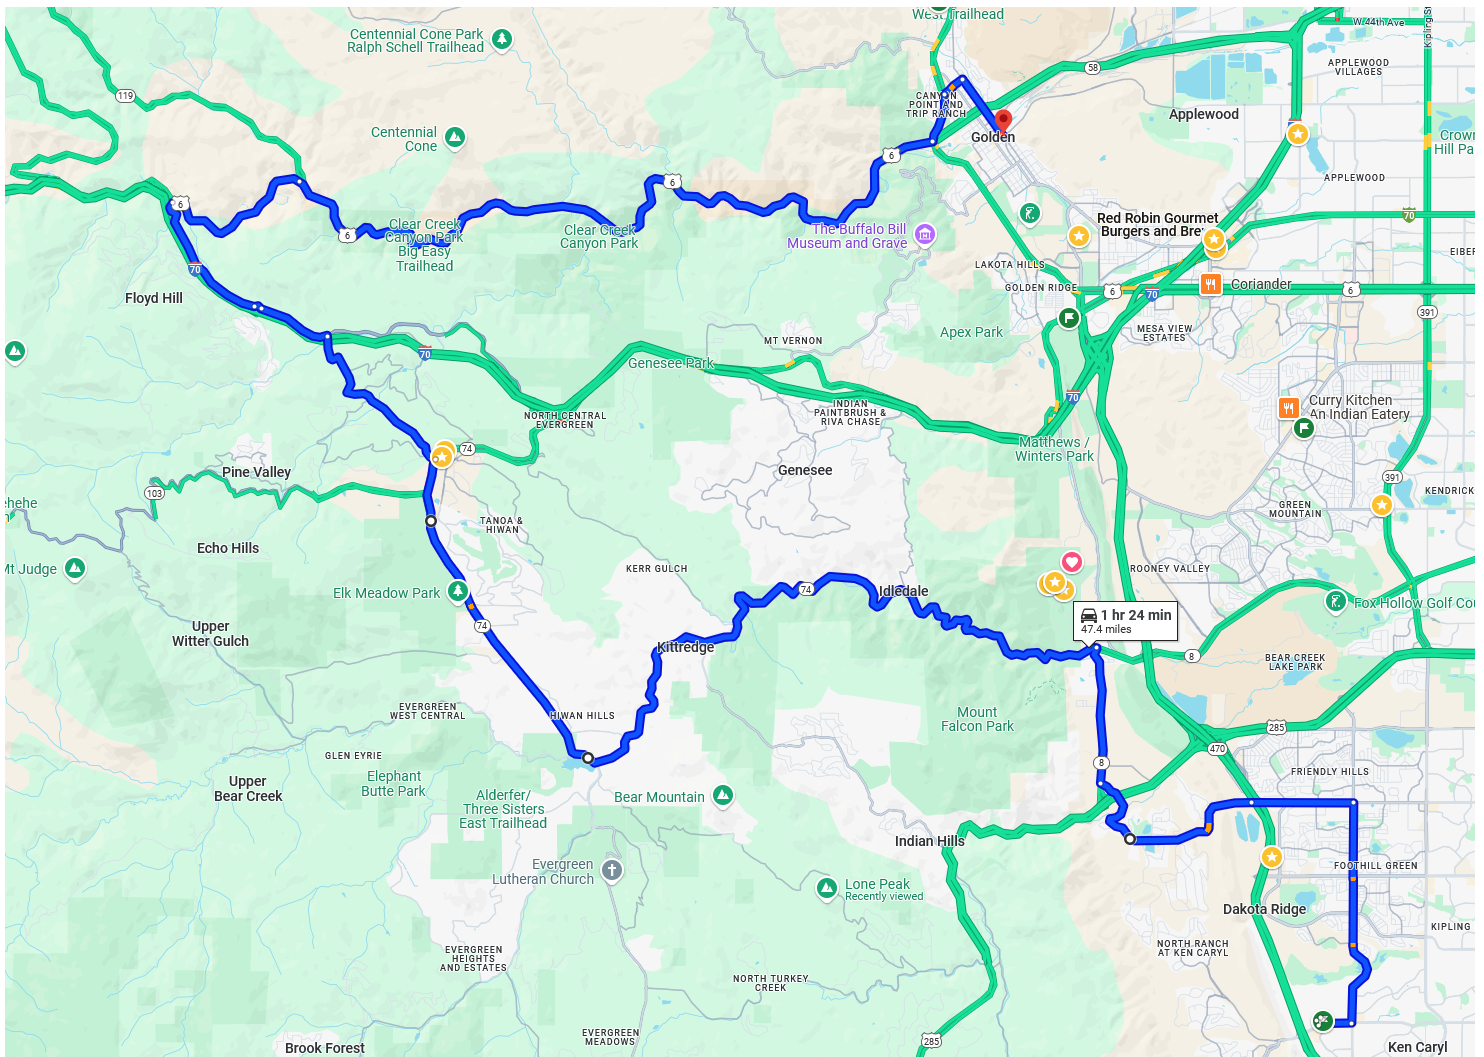 West Trailhead
W 44th Ave
Kipling St
Centennial Cone Park
Ralph Schell Trailhead
58
APPLEWOOD
VILLAGES
119
CANYON
POINT AND
TRIP RANCH
Applewood
Centennial
Cone
Golden
Crown
Hill Pa
6
APPLEWOOD
6
6
Red Robin Gourmet
Burgers and Brew
70
6
Clear Creek
Canyon Park
Big Easy
Trailhead
Clear Creek
Canyon Park
The Buffalo Bill
Museum and Grave
EIBER
LAKOTA HILLS
70
Floyd Hill
GOLDEN RIDGE
6
70
Coriander
6
391
Apex Park
MESA VIEW
ESTATES
MT VERNON
70
Genesee Park
70
Curry Kitchen
An Indian Eatery
INDIAN
PAINTBRUSH &
RIVA CHASE
NORTH CENTRAL
EVERGREEN
74
Matthews /
Winters Park
Pine Valley
Genesee
391
103
KENDRICK
ehehe
GREEN
MOUNTAIN
TANOA &
HIWAN
Echo Hills
Mt Judge
KERR GULCH
ROONEY VALLEY
Elk Meadow Park
74
Idledale
Fox Hollow Golf Cou
1 hr 24 min
47.4 miles
Upper
Witter Gulch
74
Kittredge
8
BEAR CREEK
LAKE PARK
EVERGREEN
WEST CENTRAL
HIWAN HILLS
Mount
Falcon Park
285
470
GLEN EYRIE
8
FRIENDLY HILLS
Upper
Bear Creek
Elephant
Butte Park
Alderfer/
Three Sisters
East Trailhead
Bear Mountain
Indian Hills
FOOTHILL GREEN
Evergreen
Lutheran Church
Lone Peak
Recently viewed
Dakota Ridge
KIPLING
NORTH RANCH
AT KEN CARYL
EVERGREEN
HEIGHTS
AND ESTATES
NORTH TURKEY
CREEK
EVERGREEN
MEADOWS
285
Brook Forest
Ken Caryl